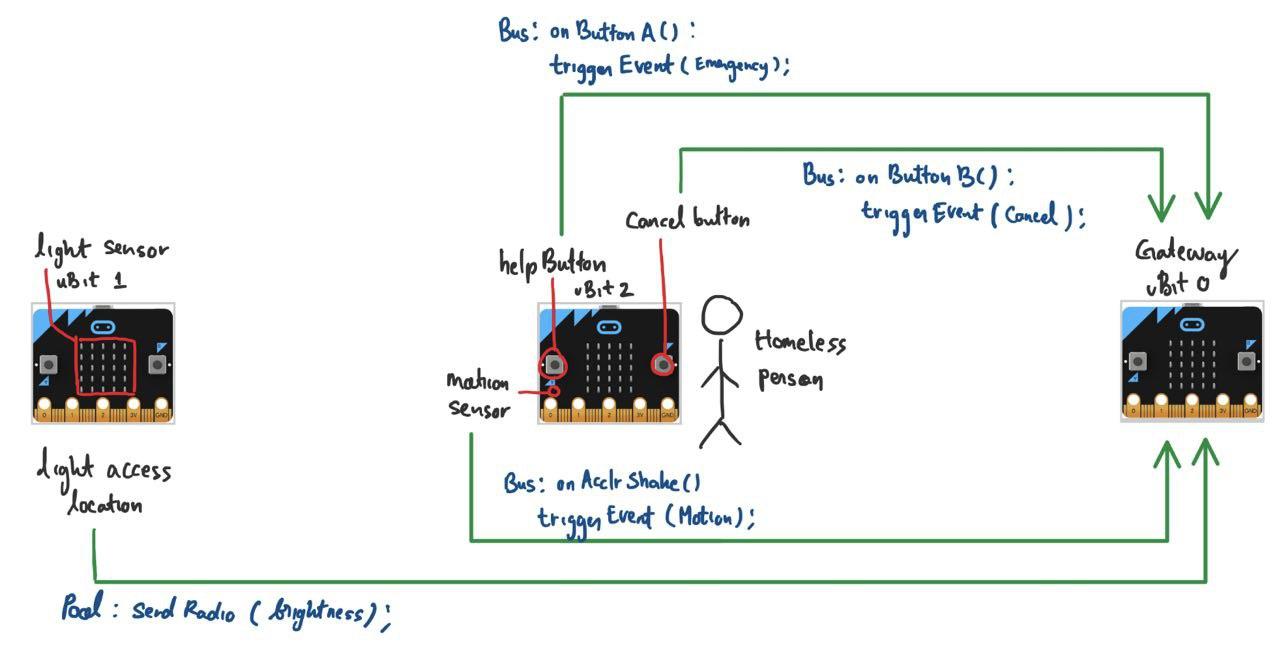 Bus: on Button A() :
trigger Event ( Emergency);
Bus: on Button B() :
trigger Event ( Cancel );
Cancel button
help Button
uBit 2
light sensor
uBit 1
Gateway
uBit 0
Homeless
person
motion
sensor
0 1 2 3V GND
0 1 2 3V GND
0 1 2 3V GND
light access
location
Bus: on Acclr Shake()
trigger Event (Motion);
Send Radio ( brightness);